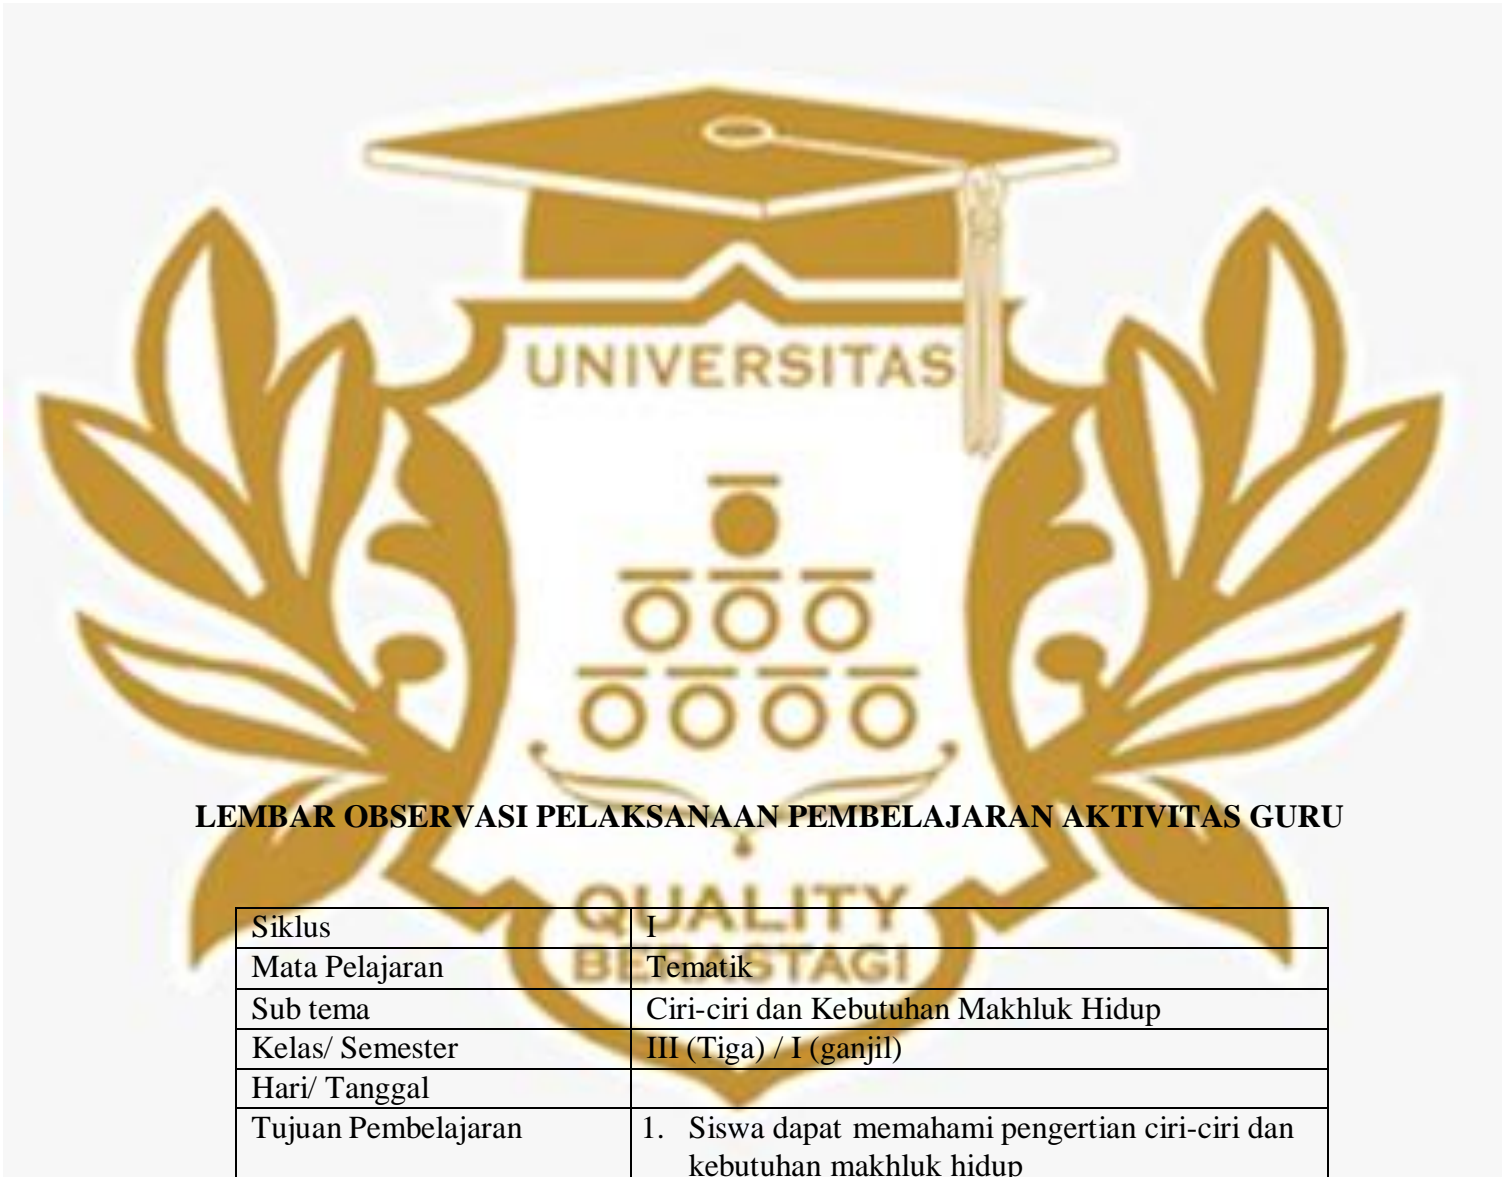 UNIVERSITAS
LEMBAR OBSERVASI PELAKSANAAN PEMBELAJARAN AKTIVITAS GURU
QUALITY
BERASTAGI
Siklus I
Mata Pelajaran Tematik
Sub tema Ciri-ciri dan Kebutuhan Makhluk Hidup
Kelas/ Semester III (Tiga) / I (ganjil)
Hari/ Tanggal
Tujuan Pembelajaran 1. Siswa dapat memahami pengertian ciri-ciri dan
kebutuhan makhluk hidup